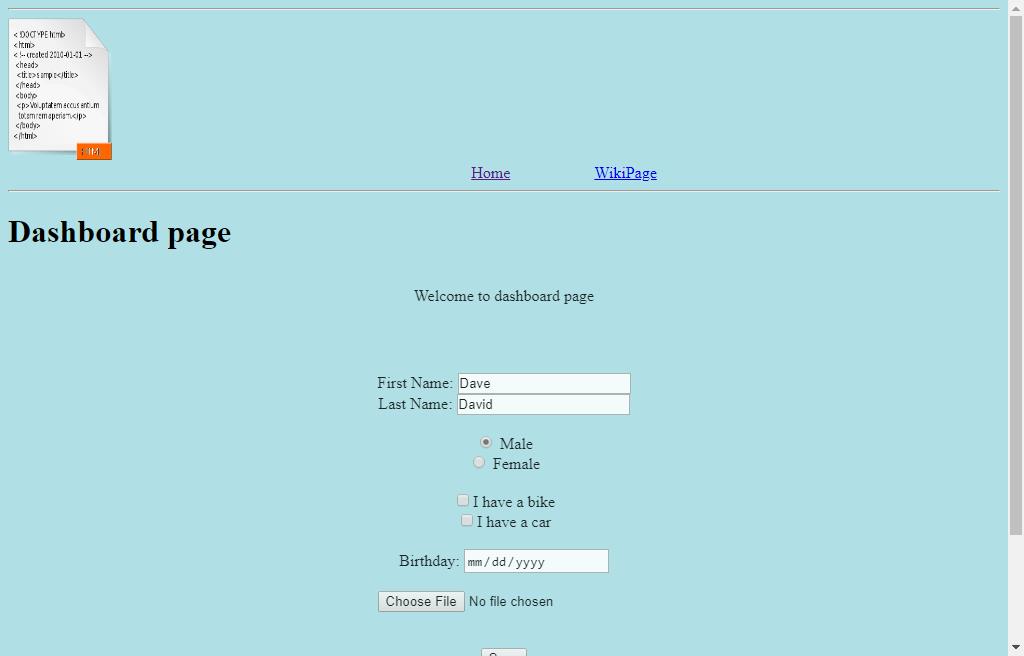 < !DOCTYPE html>
<html>
< !-- created 2010-01-01 -->
<head>
<title>sample</title>
</head>
<body>
<p>Voluptatem accusantium
totam rem aperiam.</p>
</body>
</html>
Home WikiPage
Dashboard page
Welcome to dashboard page
First Name: Dave
Last Name: David
Male
Female
I have a bike
I have a car
Birthday: mm/dd/yyyy
Choose File No file chosen